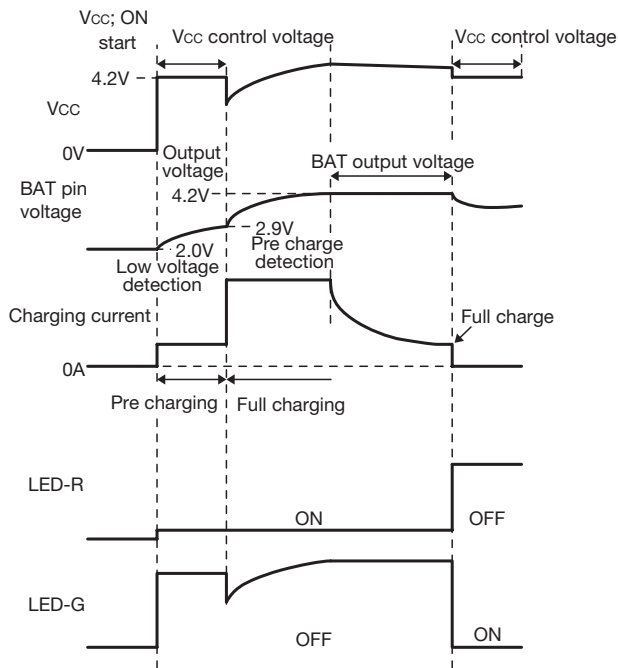 Vcc; ON
start
Vcc control voltage
Vcc control voltage
4.2V
Vcc
0V
Output
voltage
BAT output voltage
BAT pin
voltage
4.2V
2.9V
2.0V
Pre charge
detection
Low voltage
detection
Charging current
Full charge
0A
Pre charging
Full charging
LED-R
ON
OFF
LED-G
OFF
ON